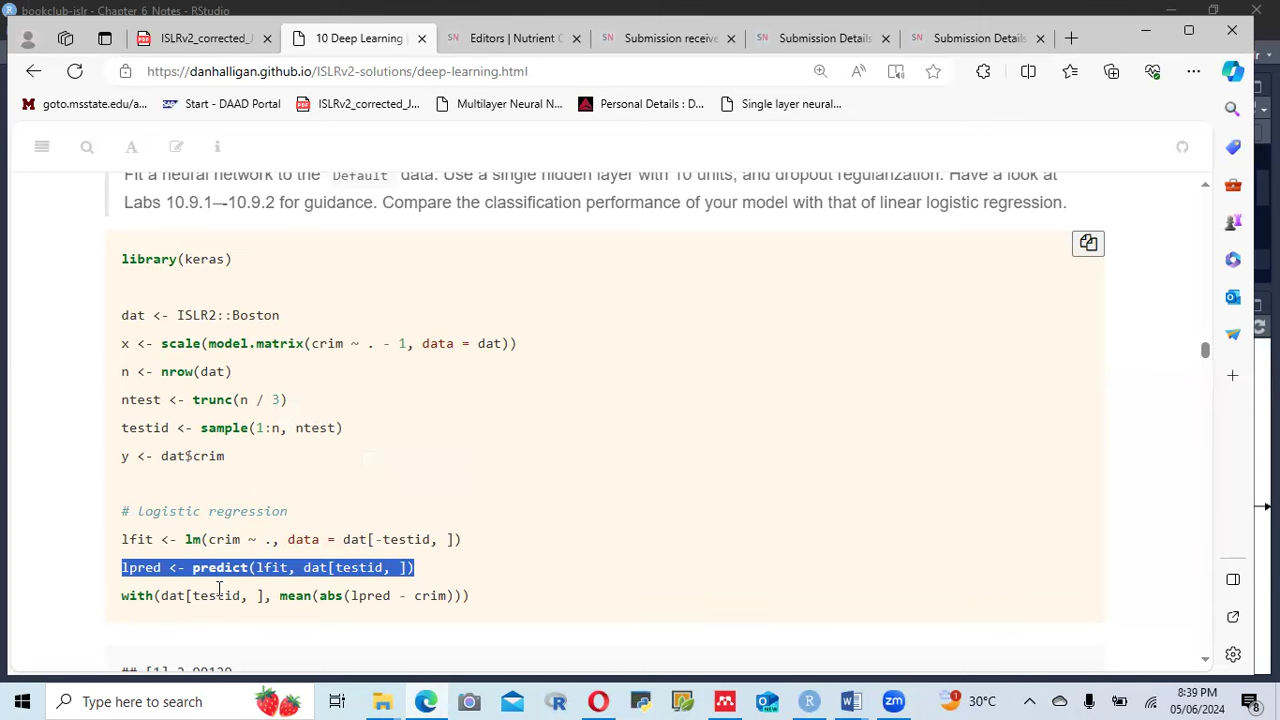 bookclub-islr - Chapter 6 Notes - RStudio
ISLRv2_corrected_J
10 Deep Learning
Editors | Nutrient C
Submission receive
Submission Details
Submission Details
https://danhalligan.github.io/ISLRv2-solutions/deep-learning.html
goto.msstate.edu/a...
Start - DAAD Portal
ISLRv2_corrected_J...
Multilayer Neural N...
Personal Details : D...
Single layer neural...
Fit a neural network to the Default data. Use a single hidden layer with 10 units, and dropout regularization. Have a look at
Labs 10.9.1—-10.9.2 for guidance. Compare the classification performance of your model with that of linear logistic regression.
library(keras)
dat <- ISLR2::Boston
x <- scale(model.matrix(crim ~ . - 1, data = dat))
n <- nrow(dat)
ntest <- trunc(n / 3)
testid <- sample(1:n, ntest)
y <- dat$crim
# logistic regression
lfit <- lm(crim ~ ., data = dat[-testid, ])
lpred <- predict(lfit, dat[testid, ])
with(dat[testid, ], mean(abs(lpred - crim)))
Type here to search
30°C
8:39 PM
05/06/2024
8